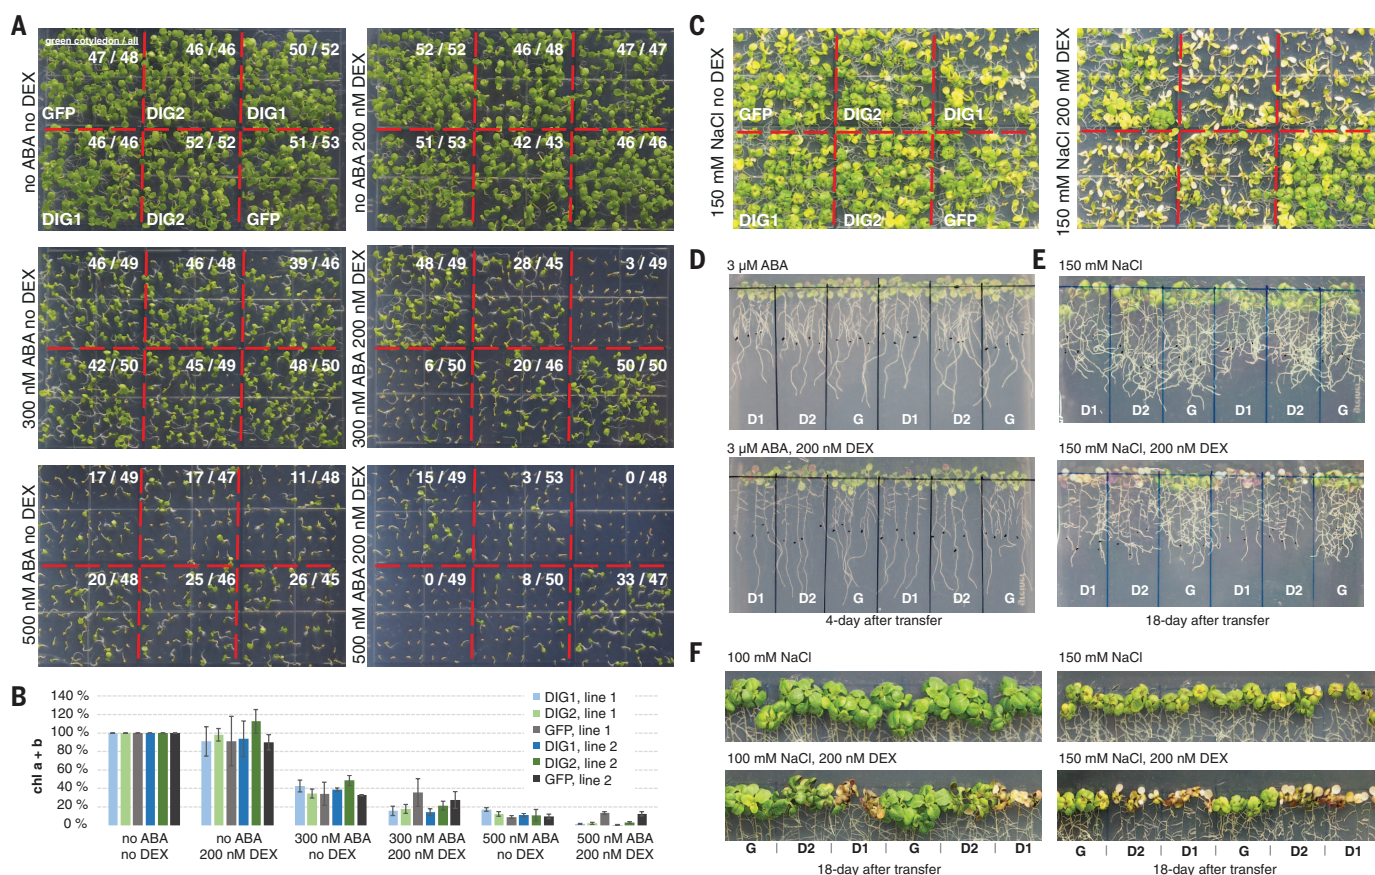 A
no ABA no DEX
green cotyledon / all
47 / 48
46 / 46
50 / 52
GFP
DIG2
DIG1
46 / 46
52 / 52
51 / 53
DIG1
DIG2
GFP
no ABA 200 nM DEX
52 / 52
46 / 48
47 / 47
51 / 53
42 / 43
46 / 46
300 nM ABA no DEX
46 / 49
46 / 48
39 / 46
42 / 50
45 / 49
48 / 50
300 nM ABA 200 nM DEX
48 / 49
28 / 45
3 / 49
6 / 50
20 / 46
50 / 50
500 nM ABA no DEX
17 / 49
17 / 47
11 / 48
20 / 48
25 / 46
26 / 45
500 nM ABA 200 nM DEX
15 / 49
3 / 53
0 / 48
0 / 49
8 / 50
33 / 47
B
chl a + b
140 %
120 %
100 %
80 %
60 %
40 %
20 %
0 %
DIG1, line 1
DIG2, line 1
GFP, line 1
DIG1, line 2
DIG2, line 2
GFP, line 2
no ABA
no DEX
no ABA
200 nM DEX
300 nM ABA
no DEX
300 nM ABA
200 nM DEX
500 nM ABA
no DEX
500 nM ABA
200 nM DEX
C
150 mM NaCl no DEX
GFP
DIG2
DIG1
DIG1
DIG2
GFP
150 mM NaCl 200 nM DEX
D
3 µM ABA
D1 D2 G D1 D2 G
3 µM ABA, 200 nM DEX
D1 D2 G D1 D2 G
4-day after transfer
E
150 mM NaCl
D1 D2 G D1 D2 G
150 mM NaCl, 200 nM DEX
D1 D2 G D1 D2 G
18-day after transfer
F
100 mM NaCl
100 mM NaCl, 200 nM DEX
G | D2 | D1 | G | D2 | D1
18-day after transfer
150 mM NaCl
150 mM NaCl, 200 nM DEX
G | D2 | D1 | G | D2 | D1
18-day after transfer